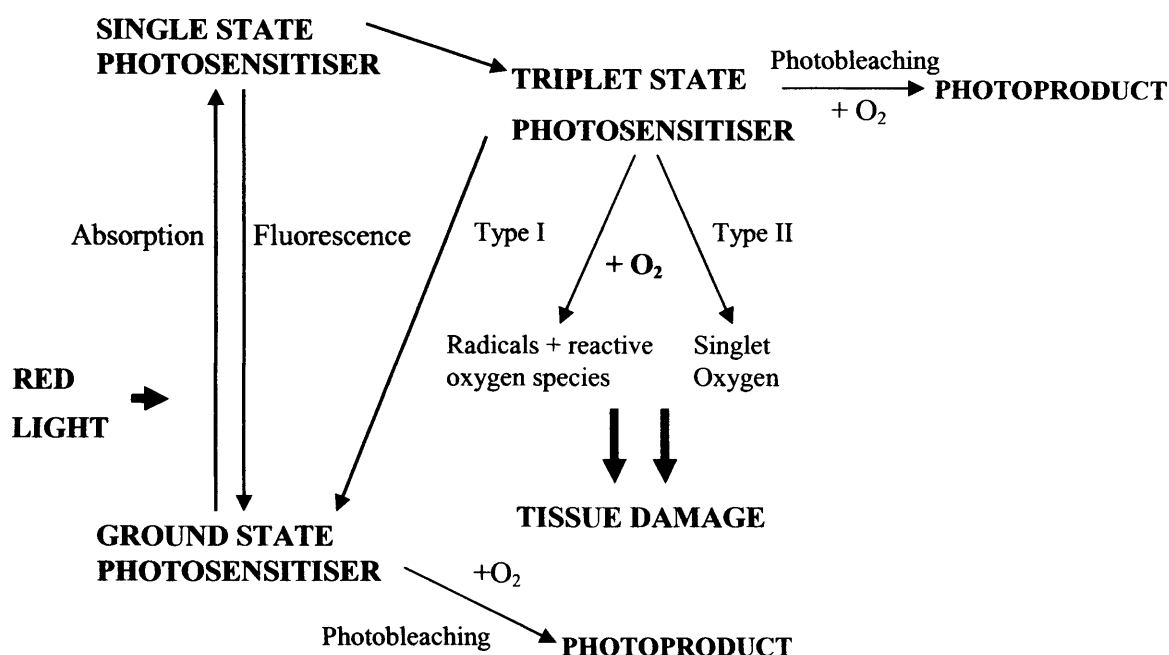 SINGLE STATE
PHOTOSENSITISER
TRIPLET STATE
PHOTOSENSITISER
Photobleaching
+ O₂
PHOTOPRODUCT
Absorption
Fluorescence
Type I
+ O₂
Type II
Radicals + reactive
oxygen species
Singlet
Oxygen
RED
LIGHT
TISSUE DAMAGE
GROUND STATE
PHOTOSENSITISER
+O₂
Photobleaching
PHOTOPRODUCT